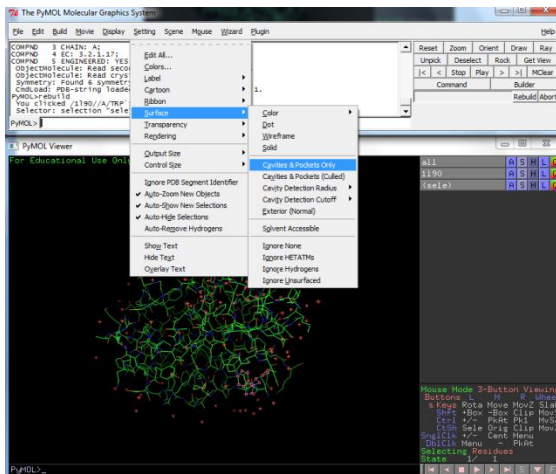 The PyMOL Molecular Graphics System
File Edit Build Movie Display Setting Scene Mouse Wizard Plugin Help
COMPND 3 CHAIN: A;
COMPND 4 EC: 3.2.1.17;
COMPND 5 ENGINEERED: YES
ObjectMolecule: Read seco
ObjectMolecule: Read crys
Symmetry: Found 6 symmetr
CmdLoad: PDB-string loade
1.
PyMOL>rebuild
You clicked /1l90//A/TRP`
Selector: selection "sele
PyMOL>
Reset Zoom Orient Draw Ray
Unpick Deselect Rock Get View
|< < Stop Play > >| MClear
Command Builder
Rebuild Abort
Edit All...
Colors...
Label
Cartoon
Ribbon
Surface
Transparency
Rendering
Output Size
Control Size
Ignore PDB Segment Identifier
Auto-Zoom New Objects
Auto-Show New Selections
Auto-Hide Selections
Auto-Remove Hydrogens
Show Text
Hide Text
Overlay Text
Color
Dot
Wireframe
Solid
Cavities & Pockets Only
Cavities & Pockets (Culled)
Cavity Detection Radius
Cavity Detection Cutoff
Exterior (Normal)
Solvent Accessible
Ignore None
Ignore HETATMs
Ignore Hydrogens
Ignore Unsurfaced
PyMOL Viewer
For Educational Use Only
all A S H L C
1l90 A S H L C
(sele) A S H L C
Mouse Mode 3-Button Viewing
Buttons L M R Whee
& Keys Rota Move MovZ Slab
Shft +Box -Box Clip MovS
Ctrl +/- PkAt Pk1 MvSZ
CtSh Sele Orig Clip MovZ
SnglClk +/- Cent Menu
DblClk Menu - PkAt
Selecting Residues
State 1/ 1
PyMOL>_
S
F